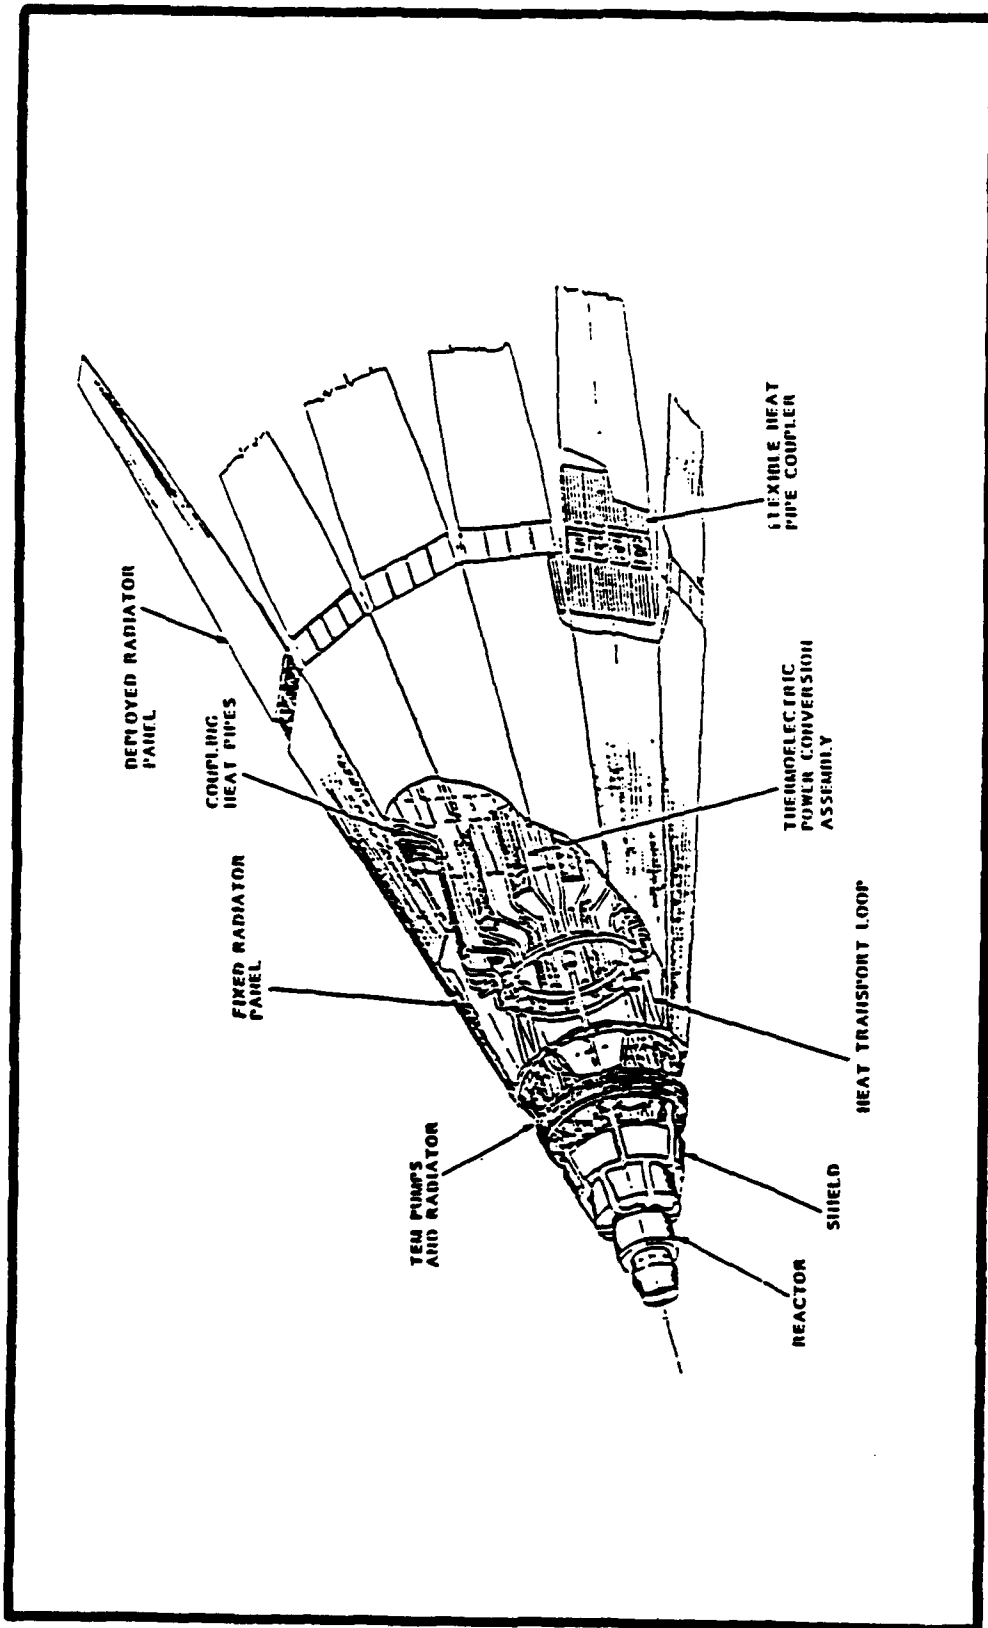 DEPLOYED RADIATOR
PANEL
COUPLING
HEAT PIPES
FIXED RADIATOR
PANEL
TEM PUMPS
AND RADIATOR
FLEXIBLE HEAT
PIPE COUPLER
THERMOELECTRIC
POWER CONVERSION
ASSEMBLY
HEAT TRANSPORT LOOP
SHIELD
REACTOR